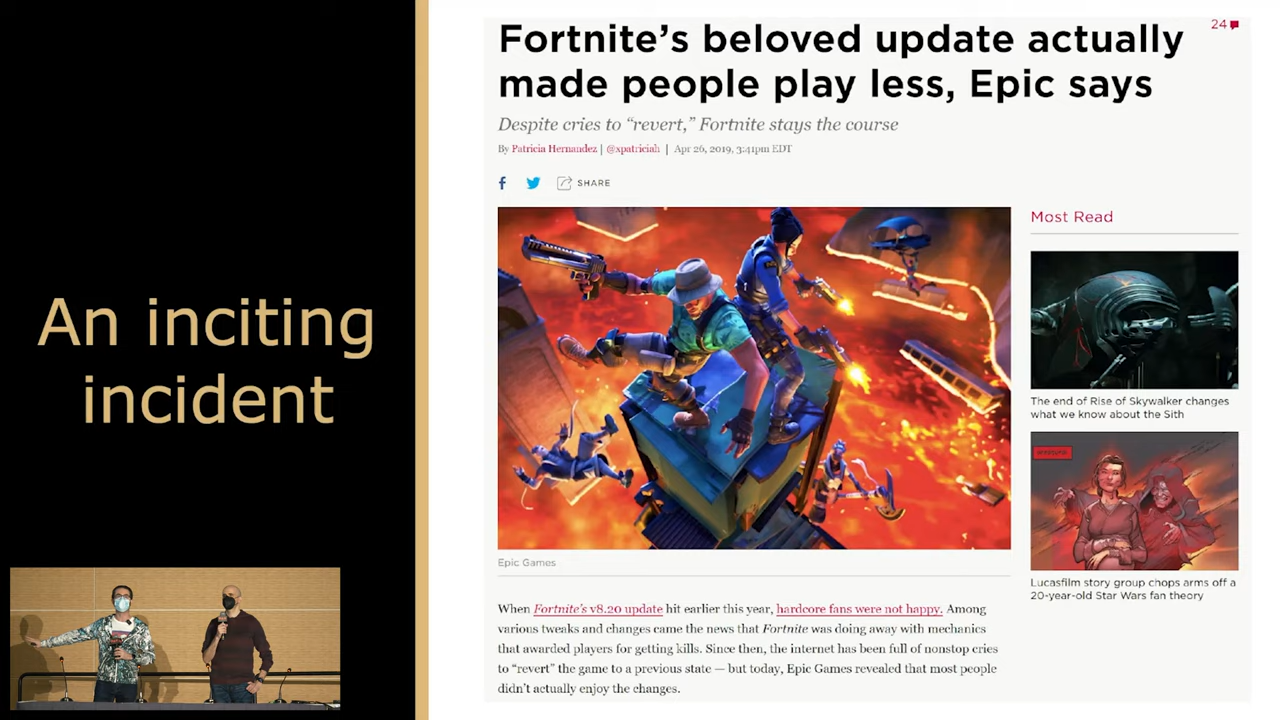 An inciting
incident
24
Fortnite’s beloved update actually
made people play less, Epic says
Despite cries to “revert,” Fortnite stays the course
By Patricia Hernandez | @xpatriciah | Apr 26, 2019, 3:41pm EDT
SHARE
Epic Games
When Fortnite’s v8.20 update hit earlier this year, hardcore fans were not happy. Among
various tweaks and changes came the news that Fortnite was doing away with mechanics
that awarded players for getting kills. Since then, the internet has been full of nonstop cries
to “revert” the game to a previous state — but today, Epic Games revealed that most people
didn’t actually enjoy the changes.
Most Read
The end of Rise of Skywalker changes
what we know about the Sith
Lucasfilm story group chops arms off a
20-year-old Star Wars fan theory